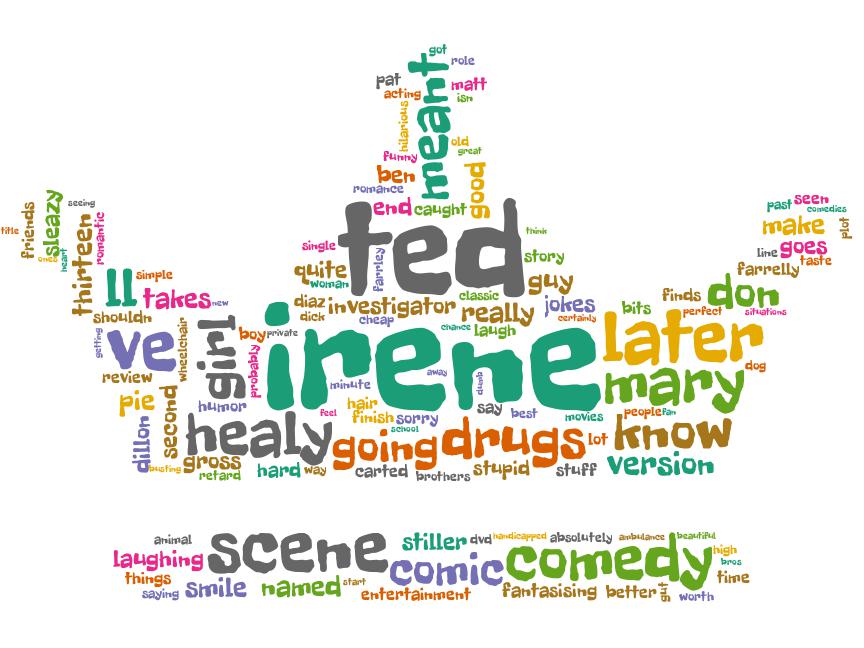 got
role
pat
meant
matt
acting
isn
hilarious
old
funny
great
ben
good
romance
end
caught
ted
single
think
story
quite
farrley
woman
guy
diaz
investigator
classic
really
jokes
dick
cheap
certainly
seeing
friends
sleazy
title
ones
heart
thirteen
romantic
ll
simple
takes
new
shouldn
past
seen
comedies
make
plot
line
goes
taste
farrelly
finds
don
bits
perfect
situations
getting
ve
wheelchair
girl
boy
private
irene
chance
laugh
later
probably
review
minute
away
dumb
mary
dog
pie
second
humor
hair
feel
finish
sorry
say
best
movies
people
fan
school
dillon
healy
going
drugs
lot
know
busting
gross
retard
hard
way
carted
brothers
stupid
stuff
version
animal
scene
stiller
dvd
handicapped
absolutely
ambulance
beautiful
laughing
comic
comedy
high
bros
things
time
saying
smile
named
start
entertainment
fantasising
better
gut
worth